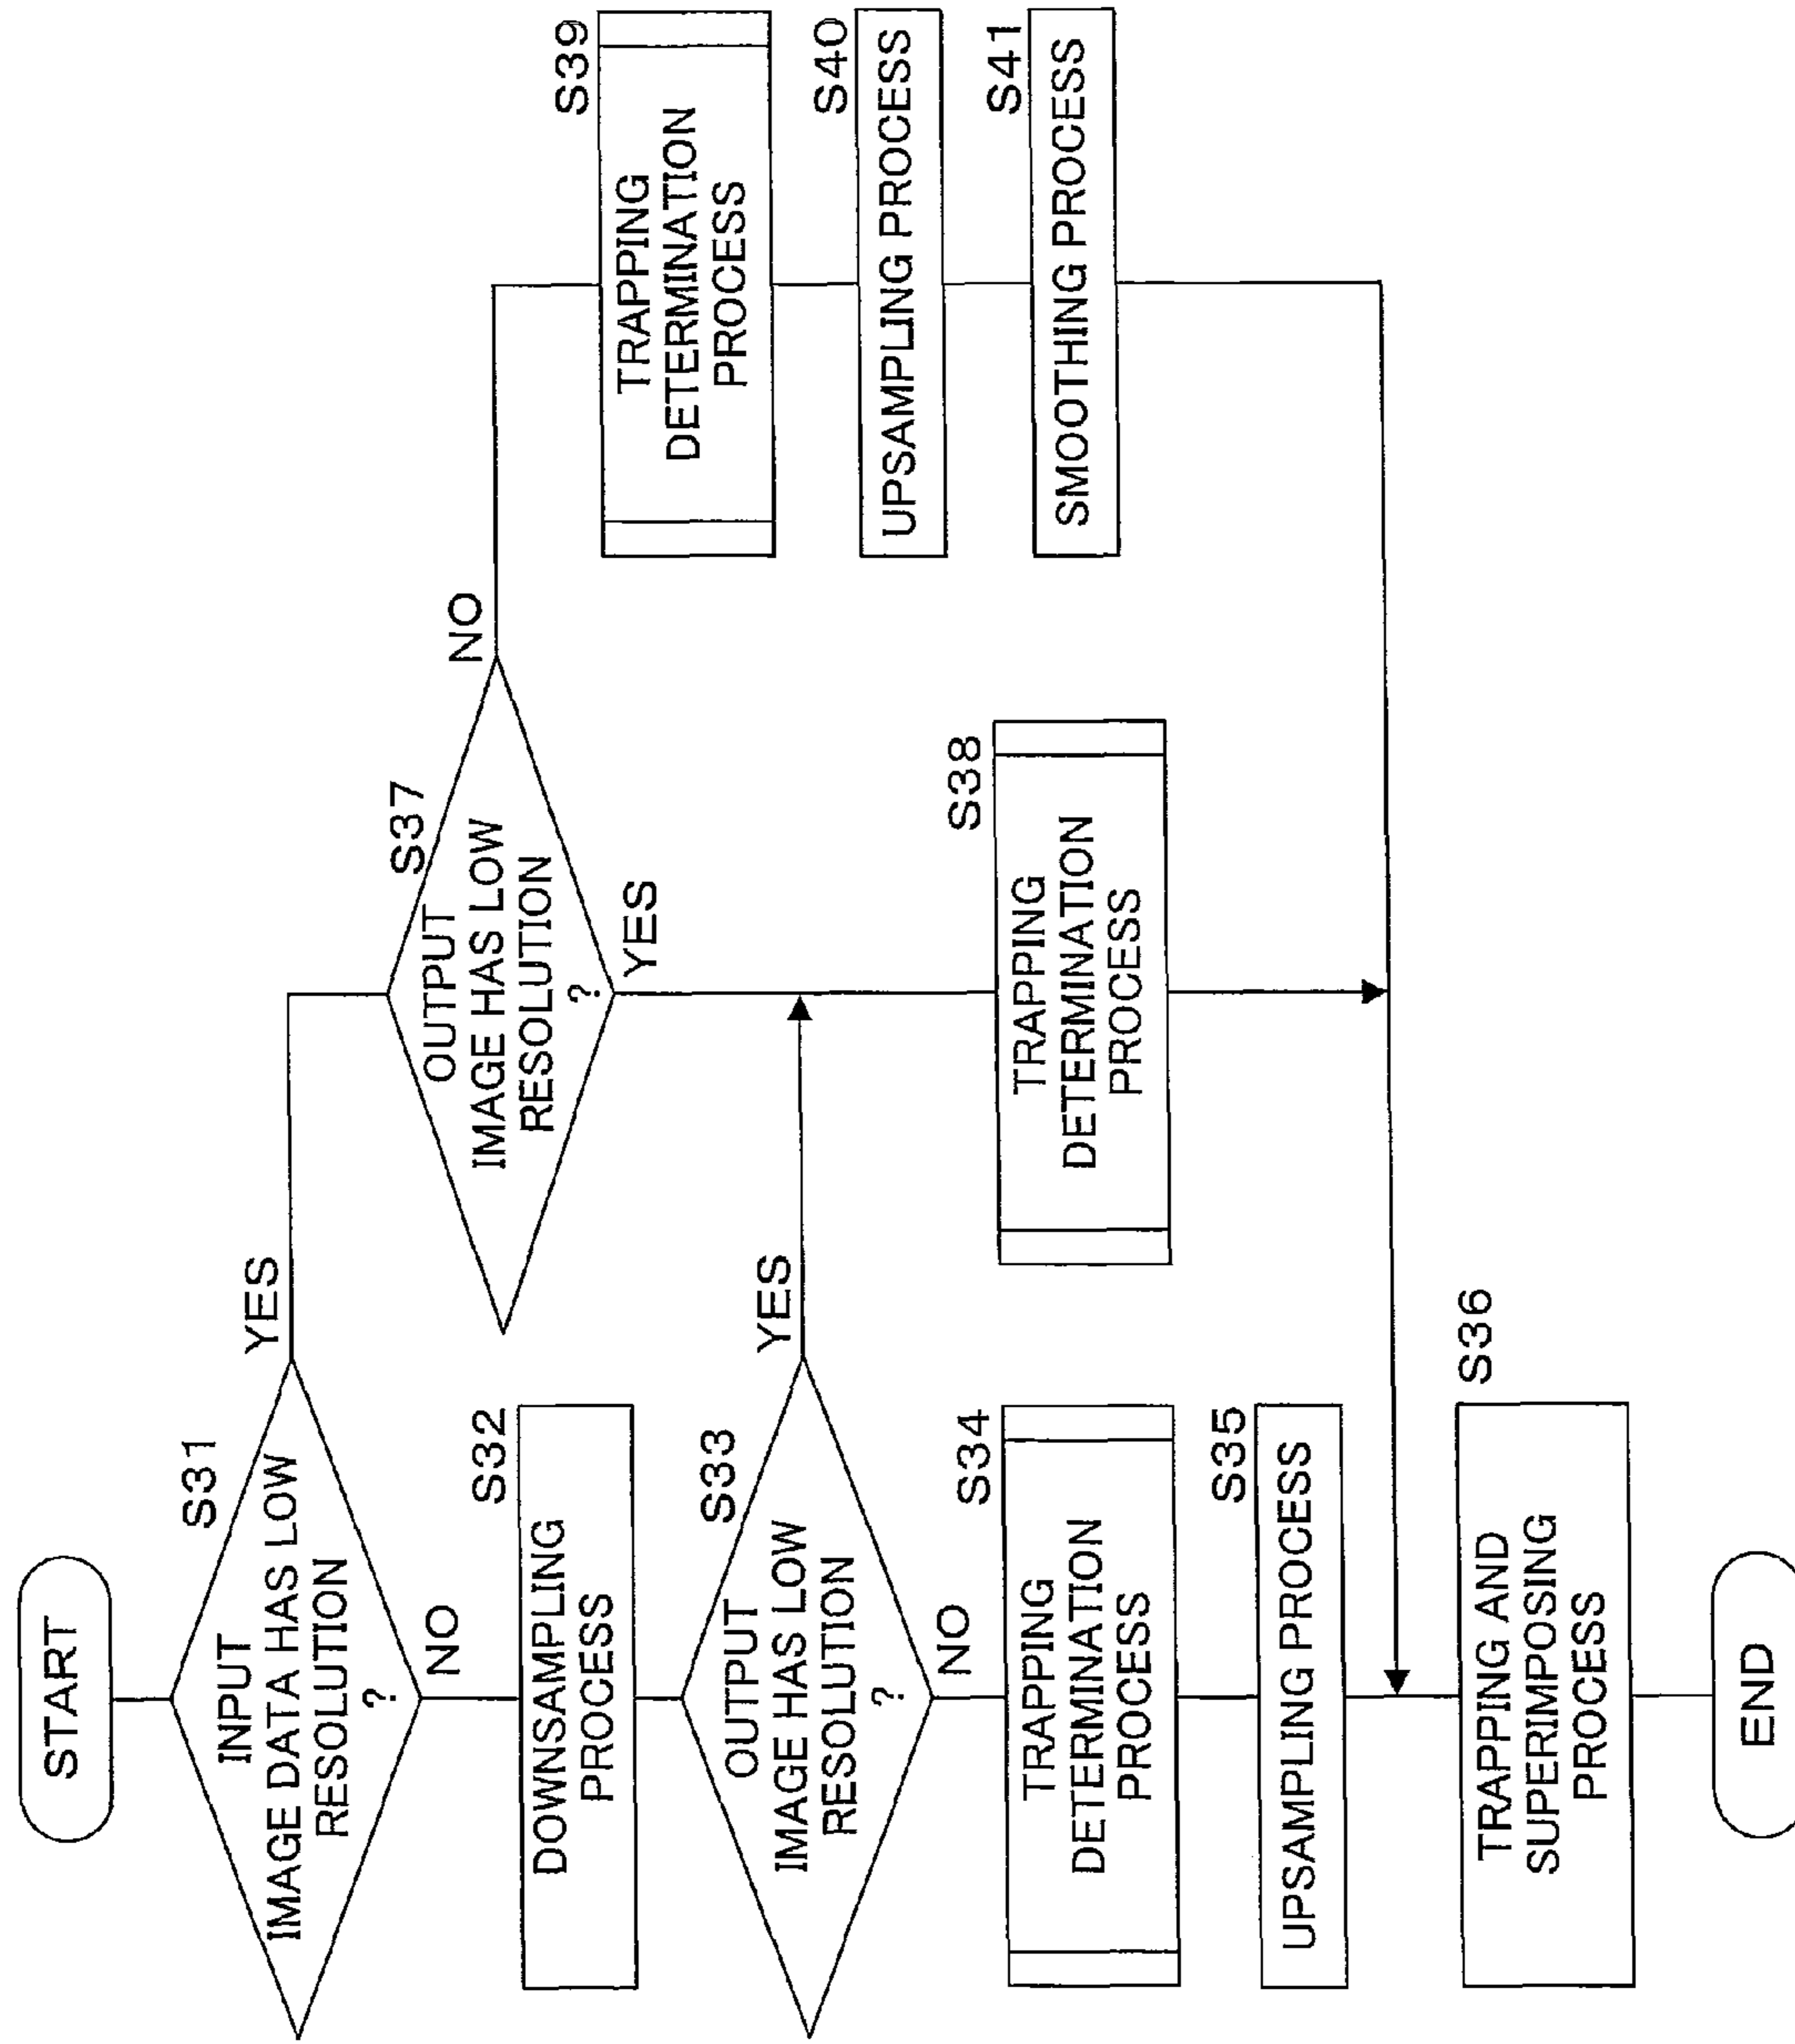 START
S31
INPUT
IMAGE DATA HAS LOW
RESOLUTION
?
YES
NO
S32
DOWNSAMPLING
PROCESS
S33
OUTPUT
IMAGE HAS LOW
RESOLUTION
?
YES
NO
S34
TRAPPING
DETERMINATION
PROCESS
S35
UPSAMPLING PROCESS
S36
TRAPPING AND
SUPERIMPOSING
PROCESS
END
S37
OUTPUT
IMAGE HAS LOW
RESOLUTION
?
NO
YES
S38
TRAPPING
DETERMINATION
PROCESS
S39
TRAPPING
DETERMINATION
PROCESS
S40
UPSAMPLING PROCESS
S41
SMOOTHING PROCESS